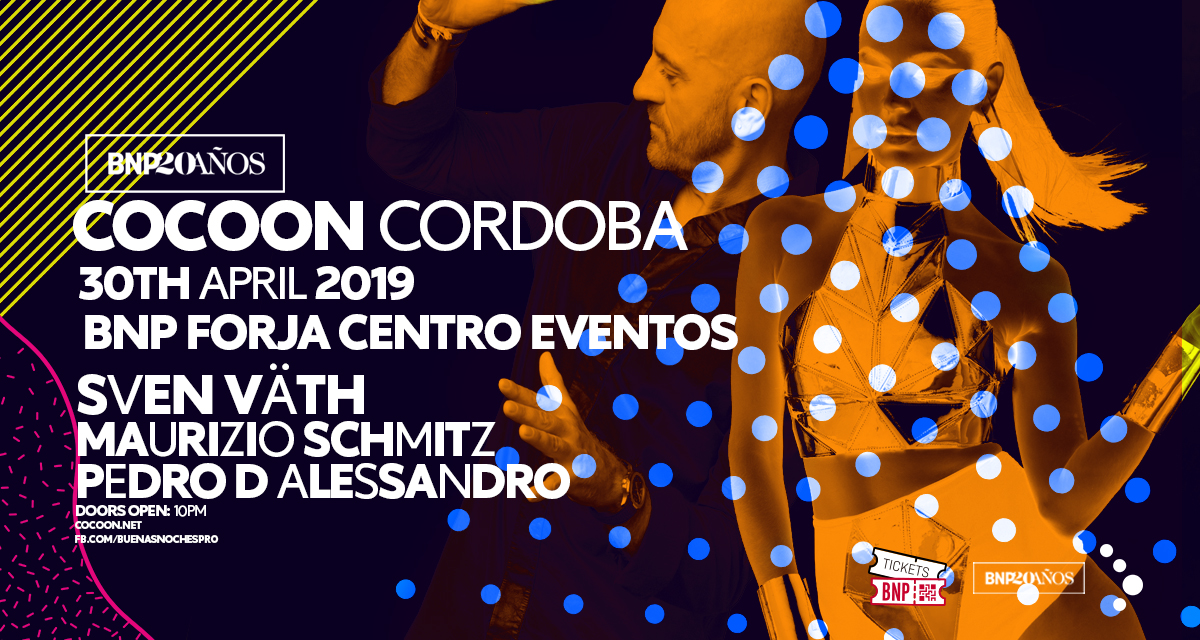 BNP20AÑOS
COCOON CORDOBA
30TH APRIL 2019
BNP FORJA CENTRO EVENTOS
SVEN VÄTH
MAURIZIO SCHMITZ
PEDRO D ALESSANDRO
DOORS OPEN: 10PM
COCOON.NET
FB.COM/BUENASNOCHESPRO
TICKETS
BNP
BNP20AÑOS